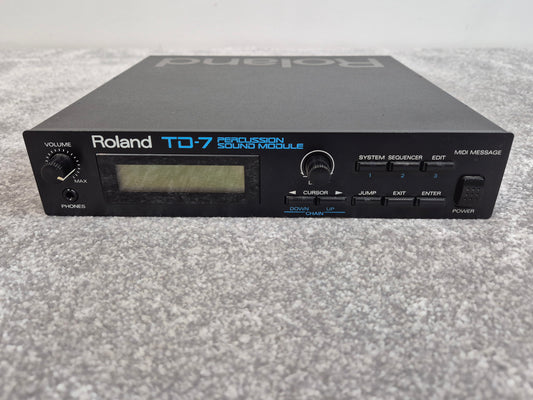 Roland
Roland TD-7 PERCUSSION
SOUND MODULE
VOLUME
MAX
PHONES
L
SYSTEM SEQUENCER EDIT
1 2 3
MIDI MESSAGE
◄ CURSOR ►
JUMP EXIT ENTER
DOWN UP
CHAIN
POWER